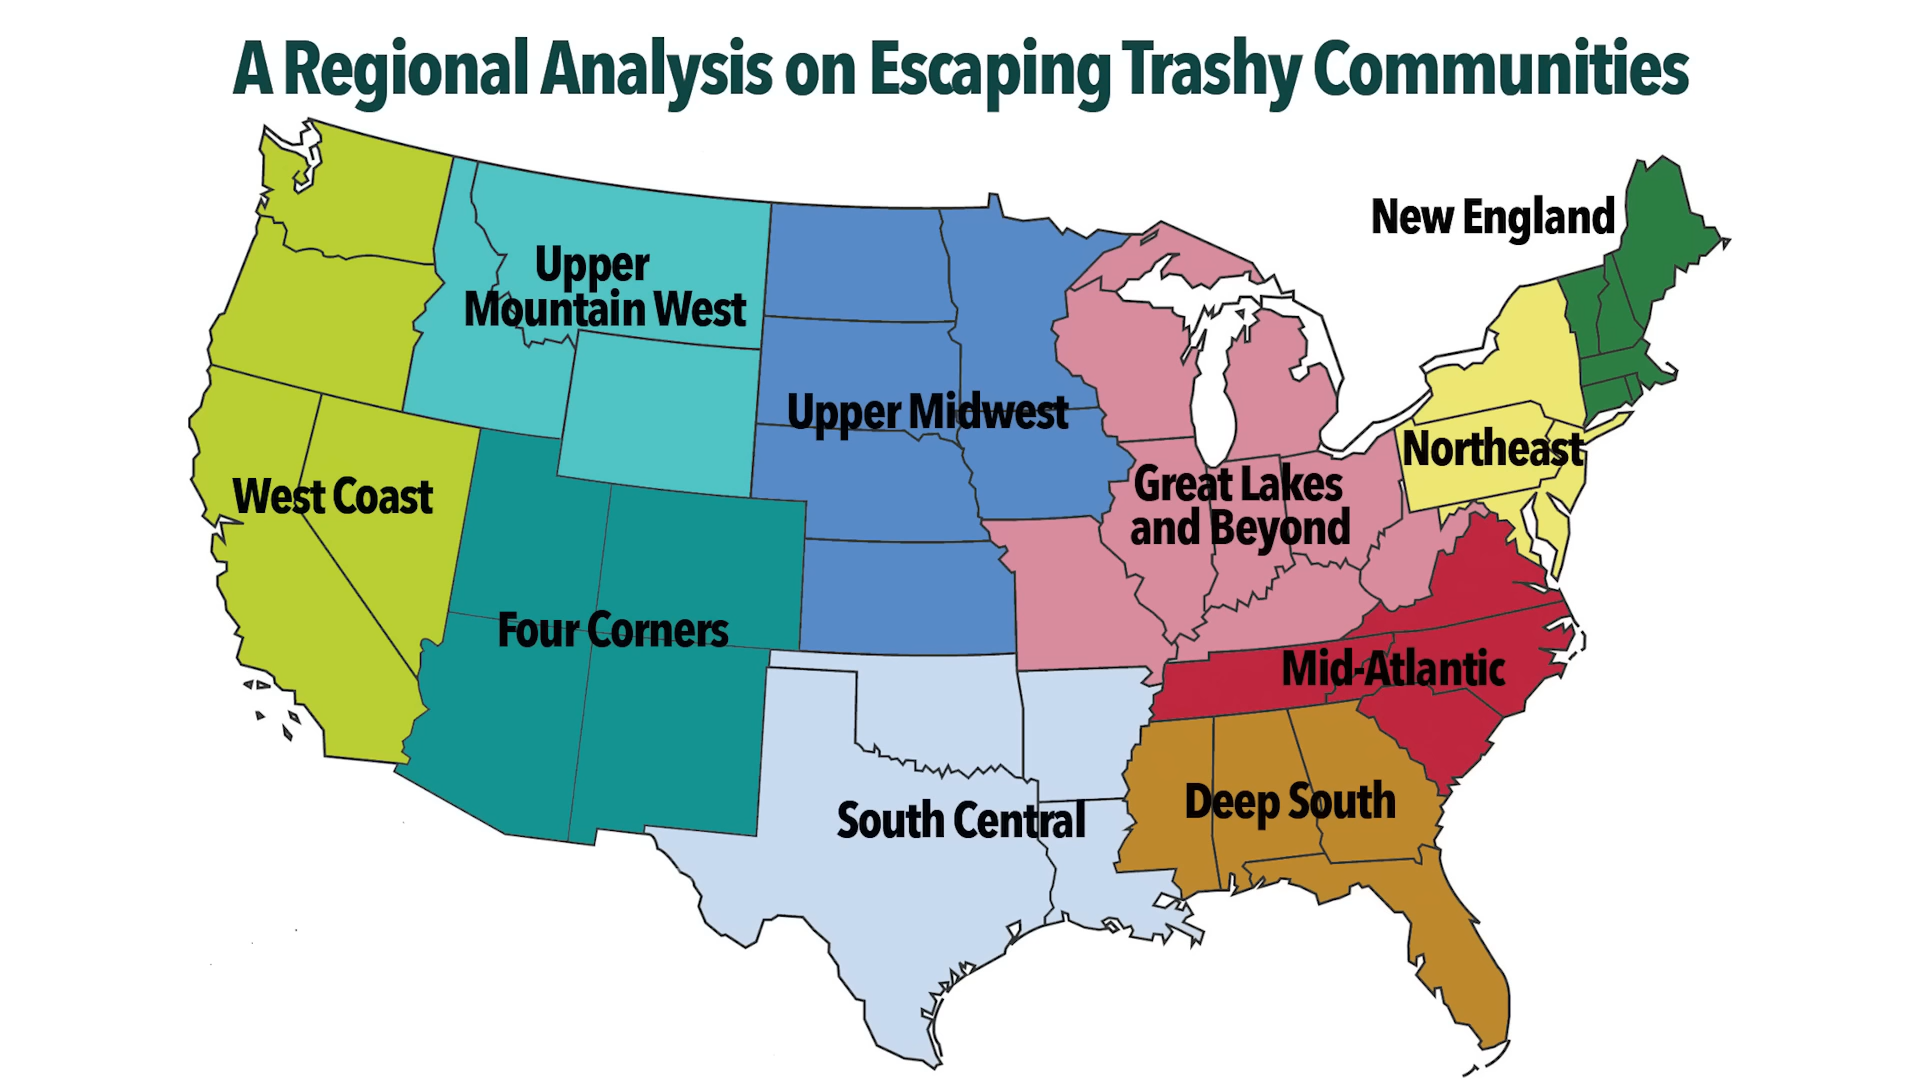 A Regional Analysis on Escaping Trashy Communities
New England
Upper
Mountain West
Upper Midwest
Northeast
West Coast
Great Lakes
and Beyond
Four Corners
Mid-Atlantic
South Central
Deep South